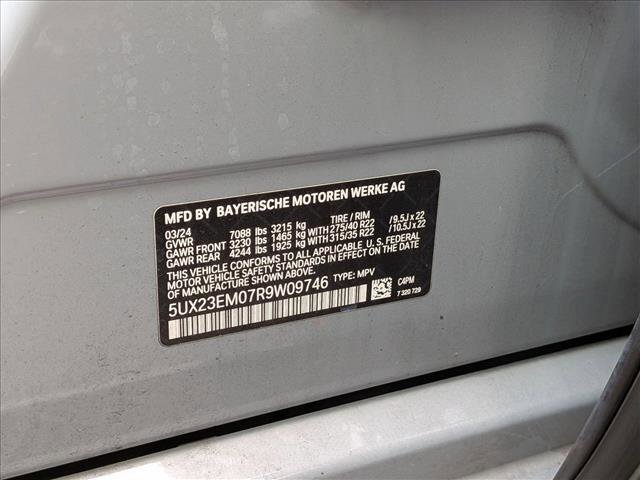 MFD BY BAYERISCHE MOTOREN WERKE AG
03/24 TIRE / RIM
GVWR 7088 lbs 3215 kg
GAWR FRONT 3230 lbs 1465 kg WITH 275/40 R22 /9.5J x 22
GAWR REAR 4244 lbs 1925 kg WITH 315/35 R22 /10.5J x 22
THIS VEHICLE CONFORMS TO ALL APPLICABLE U.S. FEDERAL
MOTOR VEHICLE SAFETY STANDARDS IN EFFECT ON THE DATE
OF MANUFACTURE SHOWN ABOVE.
5UX23EM07R9W09746 TYPE: MPV
C4PM
7 320 729